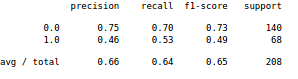 precision recall f1-score support
0.0 0.75 0.70 0.73 140
1.0 0.46 0.53 0.49 68
avg / total 0.66 0.64 0.65 208